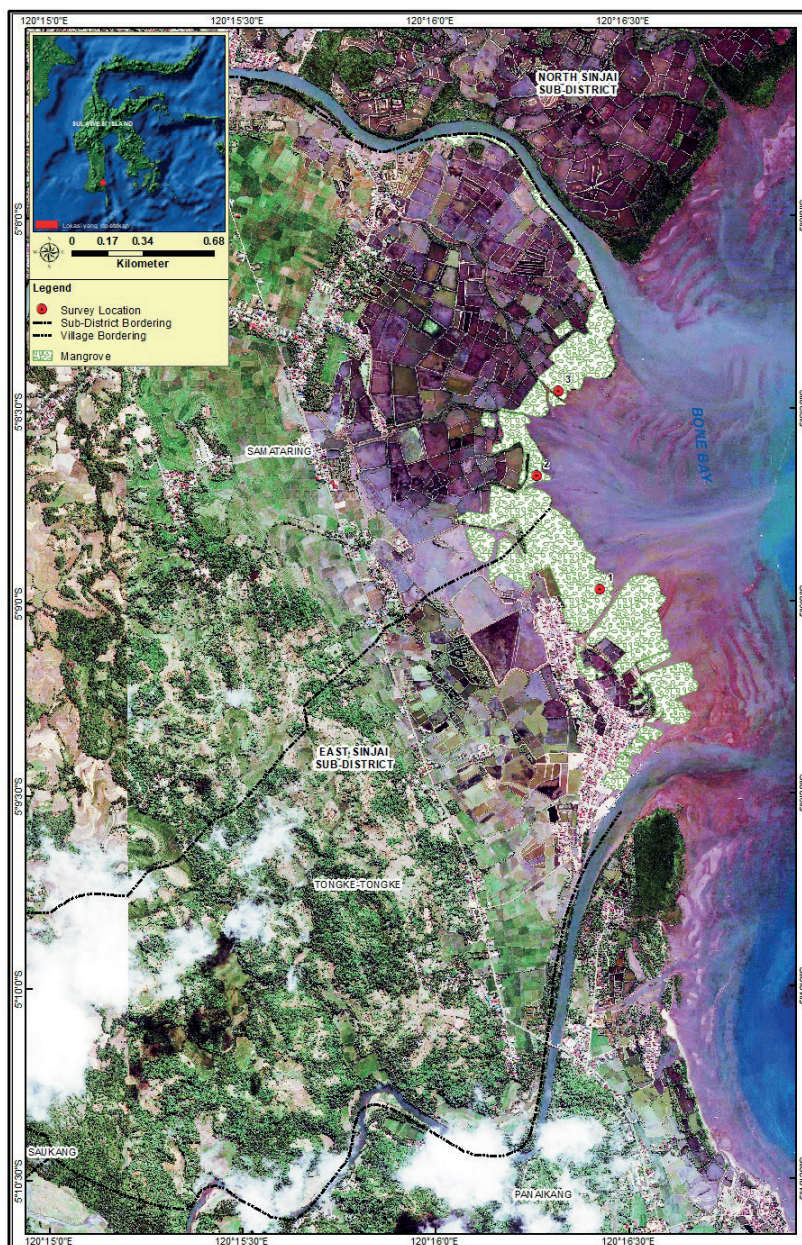 120°15'0"E 120°15'30"E 120°16'0"E 120°16'30"E
SULAWESI ISLAND
Lokasi yang dipetakan
0 0.17 0.34 0.68
Kilometer
Legend
Survey Location
Sub-District Bordering
Village Bordering
Mangrove
NORTH SINJAI
SUB-DISTRICT
5°8'0"S
3
5°8'30"S
BONE BAY
SAMATARING
2
1
5°9'0"S
EAST SINJAI
SUB-DISTRICT
5°9'30"S
TONGKE-TONGKE
5°10'0"S
SAUKANG
5°10'30"S
PANAIKANG
120°15'0"E 120°15'30"E 120°16'0"E 120°16'30"E